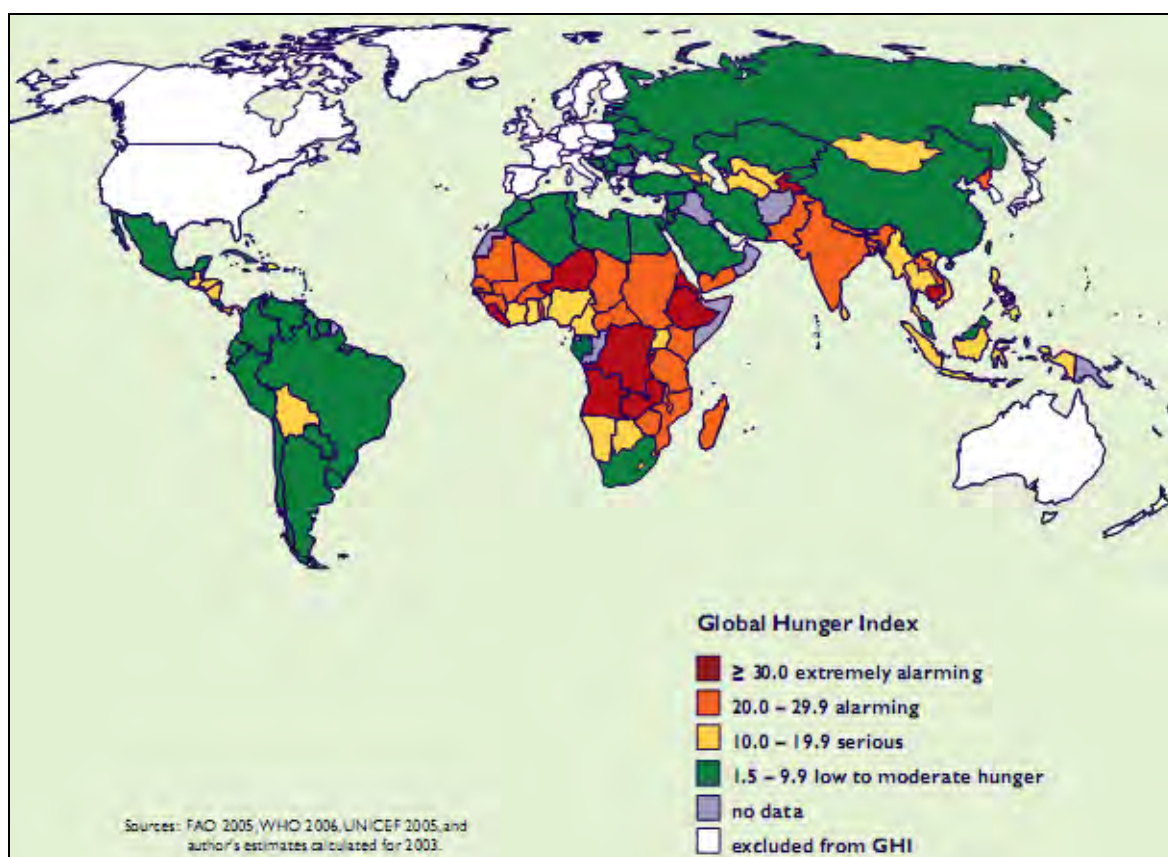 Global Hunger Index
≥ 30.0 extremely alarming
20.0 – 29.9 alarming
10.0 – 19.9 serious
1.5 – 9.9 low to moderate hunger
no data
excluded from GHI
Sources: FAO 2005, WHO 2006, UNICEF 2005, and
author's estimates calculated for 2003.